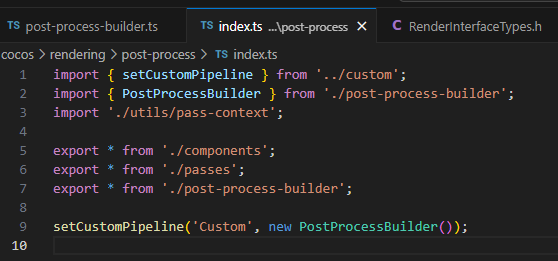 TS post-process-builder.ts TS index.ts ...\post-process × C RenderInterfaceTypes.h
cocos > rendering > post-process > TS index.ts
1 import { setCustomPipeline } from '../custom';
2 import { PostProcessBuilder } from './post-process-builder';
3 import './utils/pass-context';
4
5 export * from './components';
6 export * from './passes';
7 export * from './post-process-builder';
8
9 setCustomPipeline('Custom', new PostProcessBuilder());
10